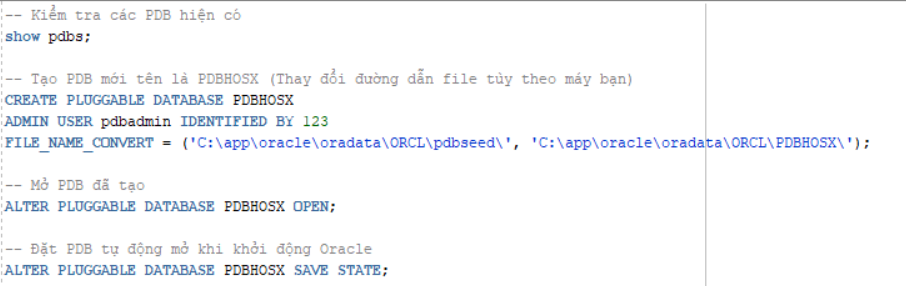 -- Kiểm tra các PDB hiện có
show pdbs;
-- Tạo PDB mới tên là PDBHOSX (Thay đổi đường dẫn file tùy theo máy bạn)
CREATE PLUGGABLE DATABASE PDBHOSX
ADMIN USER pdbadmin IDENTIFIED BY 123
FILE_NAME_CONVERT = ('C:\app\oracle\oradata\ORCL\pdbseed\', 'C:\app\oracle\oradata\ORCL\PDBHOSX\');
-- Mở PDB đã tạo
ALTER PLUGGABLE DATABASE PDBHOSX OPEN;
-- Đặt PDB tự động mở khi khởi động Oracle
ALTER PLUGGABLE DATABASE PDBHOSX SAVE STATE;